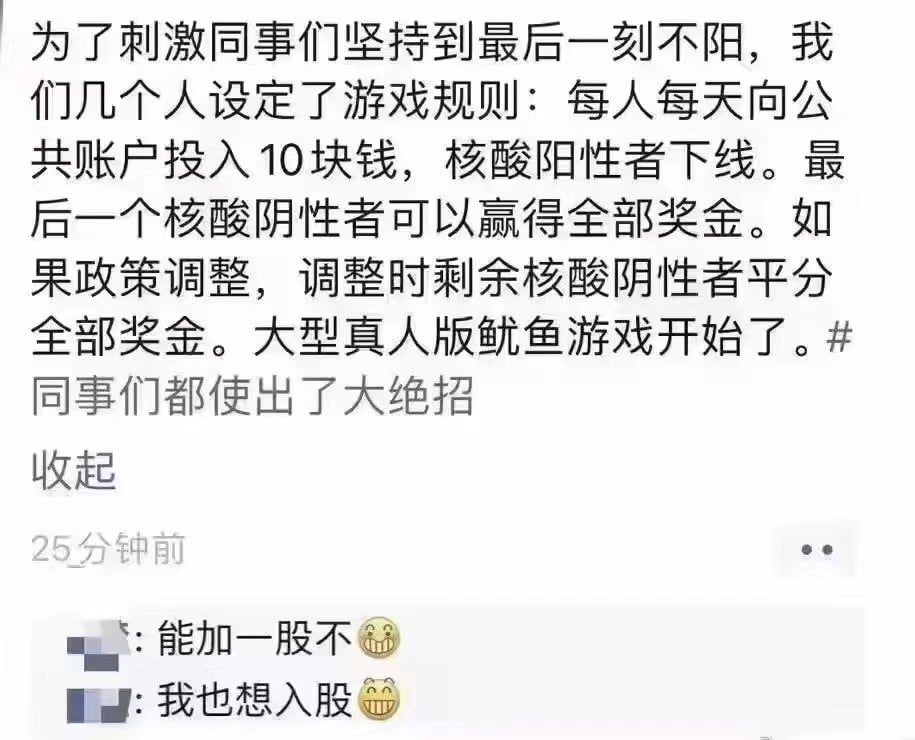 为了刺激同事们坚持到最后一刻不阳，我
们几个人设定了游戏规则：每人每天向公
共账户投入10块钱，核酸阳性者下线。最
后一个核酸阴性者可以赢得全部奖金。如
果政策调整，调整时剩余核酸阴性者平分
全部奖金。大型真人版鱿鱼游戏开始了。#
同事们都使出了大绝招
收起
25分钟前
: 能加一股不
: 我也想入股